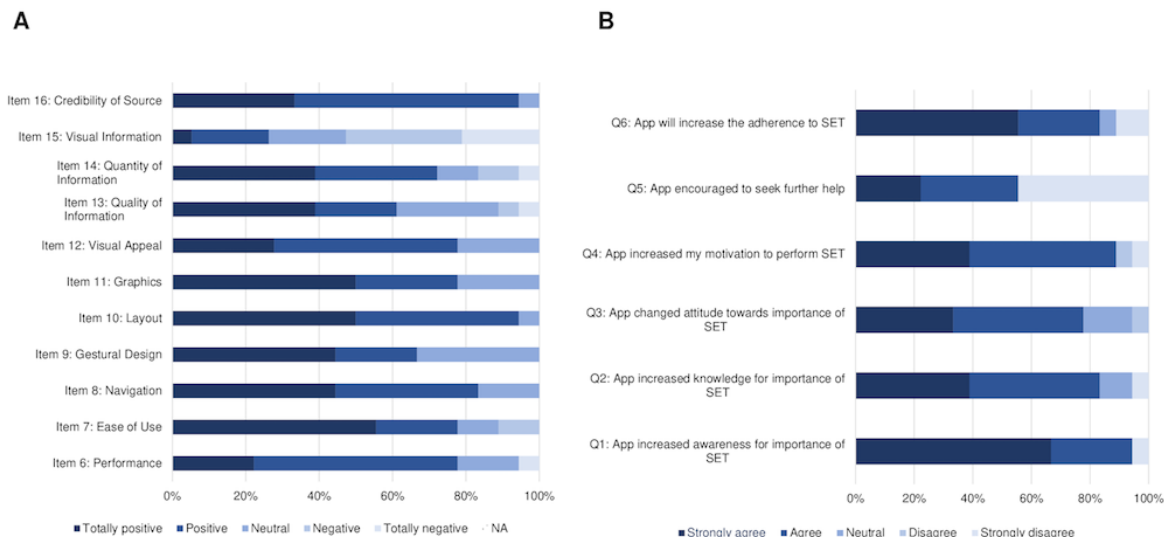 A
Item 16: Credibility of Source
Item 15: Visual Information
Item 14: Quantity of
Information
Item 13: Quality of
Information
Item 12: Visual Appeal
Item 11: Graphics
Item 10: Layout
Item 9: Gestural Design
Item 8: Navigation
Item 7: Ease of Use
Item 6: Performance
0% 20% 40% 60% 80% 100%
Totally positive Positive Neutral Negative Totally negative NA
B
Q6: App will increase the adherence to SET
Q5: App encouraged to seek further help
Q4: App increased my motivation to perform SET
Q3: App changed attitude towards importance of
SET
Q2: App increased knowledge for importance of
SET
Q1: App increased awareness for importance of
SET
0% 20% 40% 60% 80% 100%
Strongly agree Agree Neutral Disagree Strongly disagree